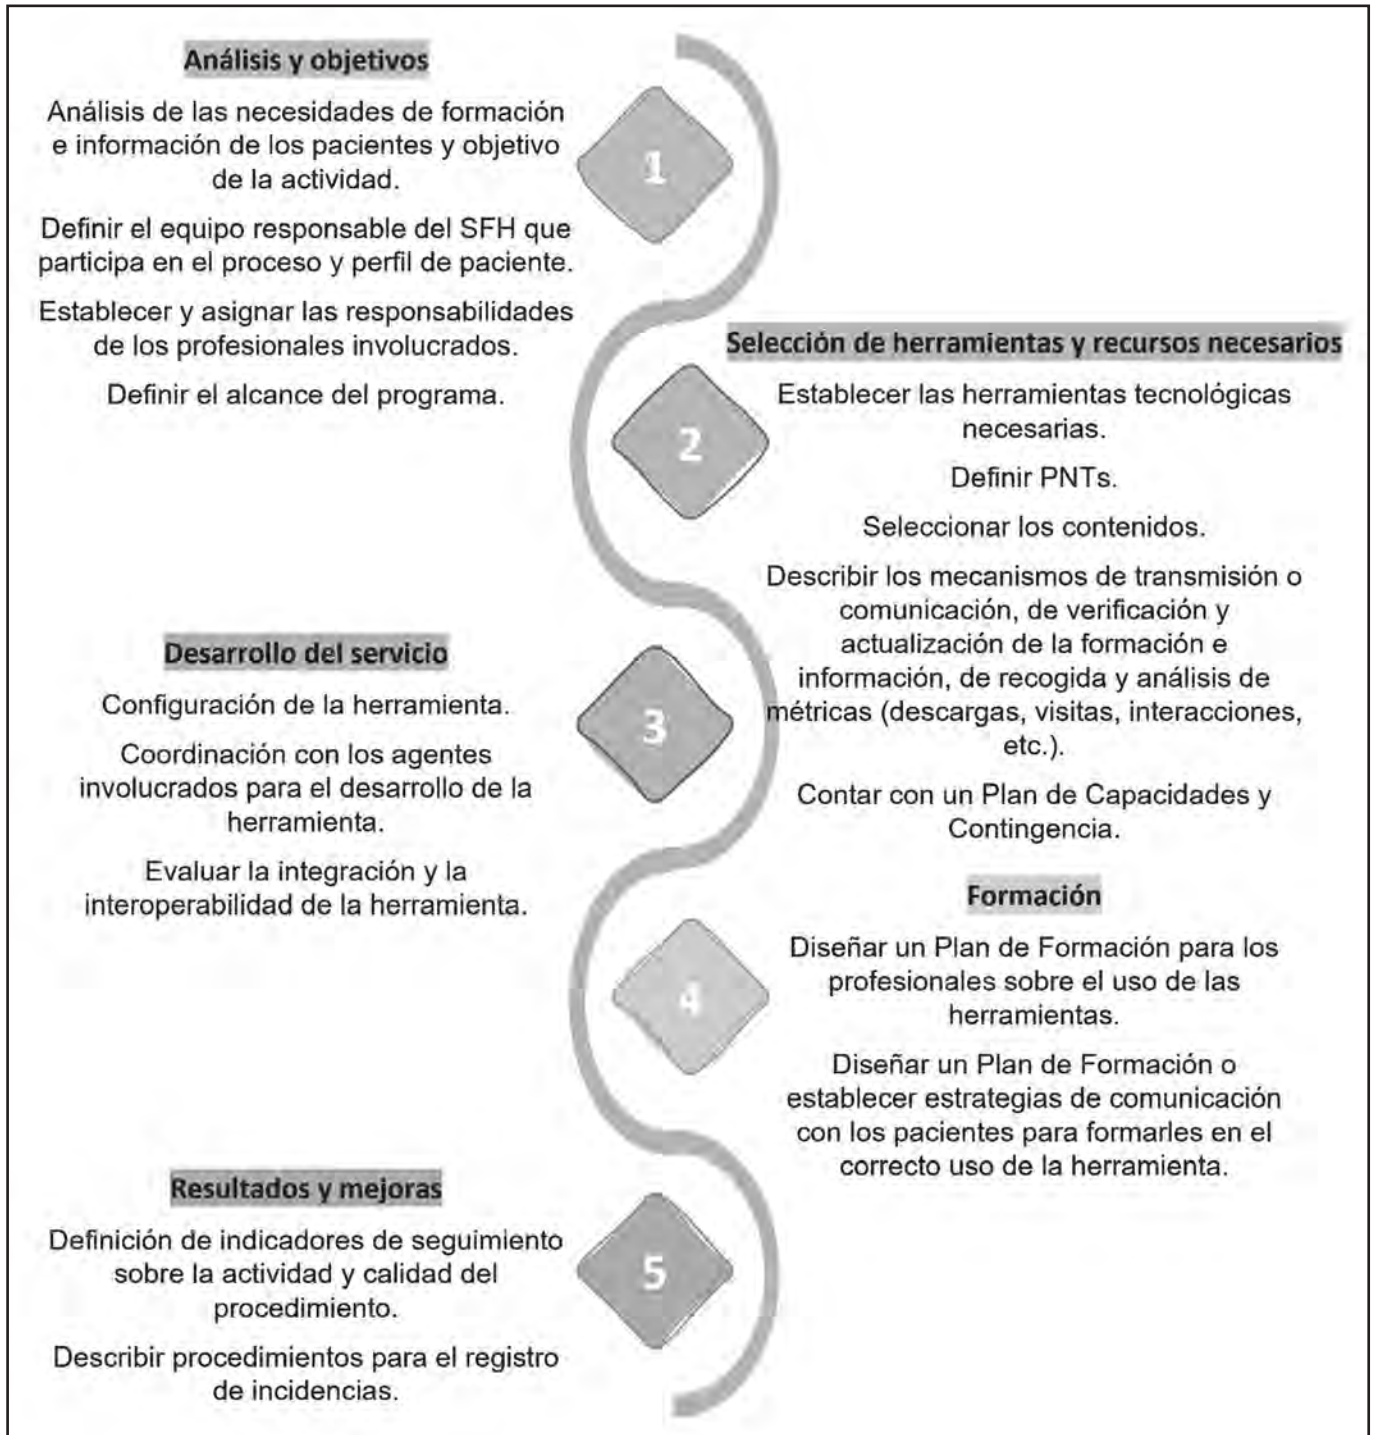 Análisis y objetivos
Análisis de las necesidades de formación
e información de los pacientes y objetivo
de la actividad.
Definir el equipo responsable del SFH que
participa en el proceso y perfil de paciente.
Establecer y asignar las responsabilidades
de los profesionales involucrados.
Definir el alcance del programa.
1
Selección de herramientas y recursos necesarios
Establecer las herramientas tecnológicas
necesarias.
Definir PNTs.
Seleccionar los contenidos.
Describir los mecanismos de transmisión o
comunicación, de verificación y
actualización de la formación e
información, de recogida y análisis de
métricas (descargas, visitas, interacciones,
etc.).
Contar con un Plan de Capacidades y
Contingencia.
2
Desarrollo del servicio
Configuración de la herramienta.
Coordinación con los agentes
involucrados para el desarrollo de la
herramienta.
Evaluar la integración y la
interoperabilidad de la herramienta.
3
Formación
Diseñar un Plan de Formación para los
profesionales sobre el uso de las
herramientas.
Diseñar un Plan de Formación o
establecer estrategias de comunicación
con los pacientes para formarles en el
correcto uso de la herramienta.
4
Resultados y mejoras
Definición de indicadores de seguimiento
sobre la actividad y calidad del
procedimiento.
Describir procedimientos para el registro
de incidencias.
5